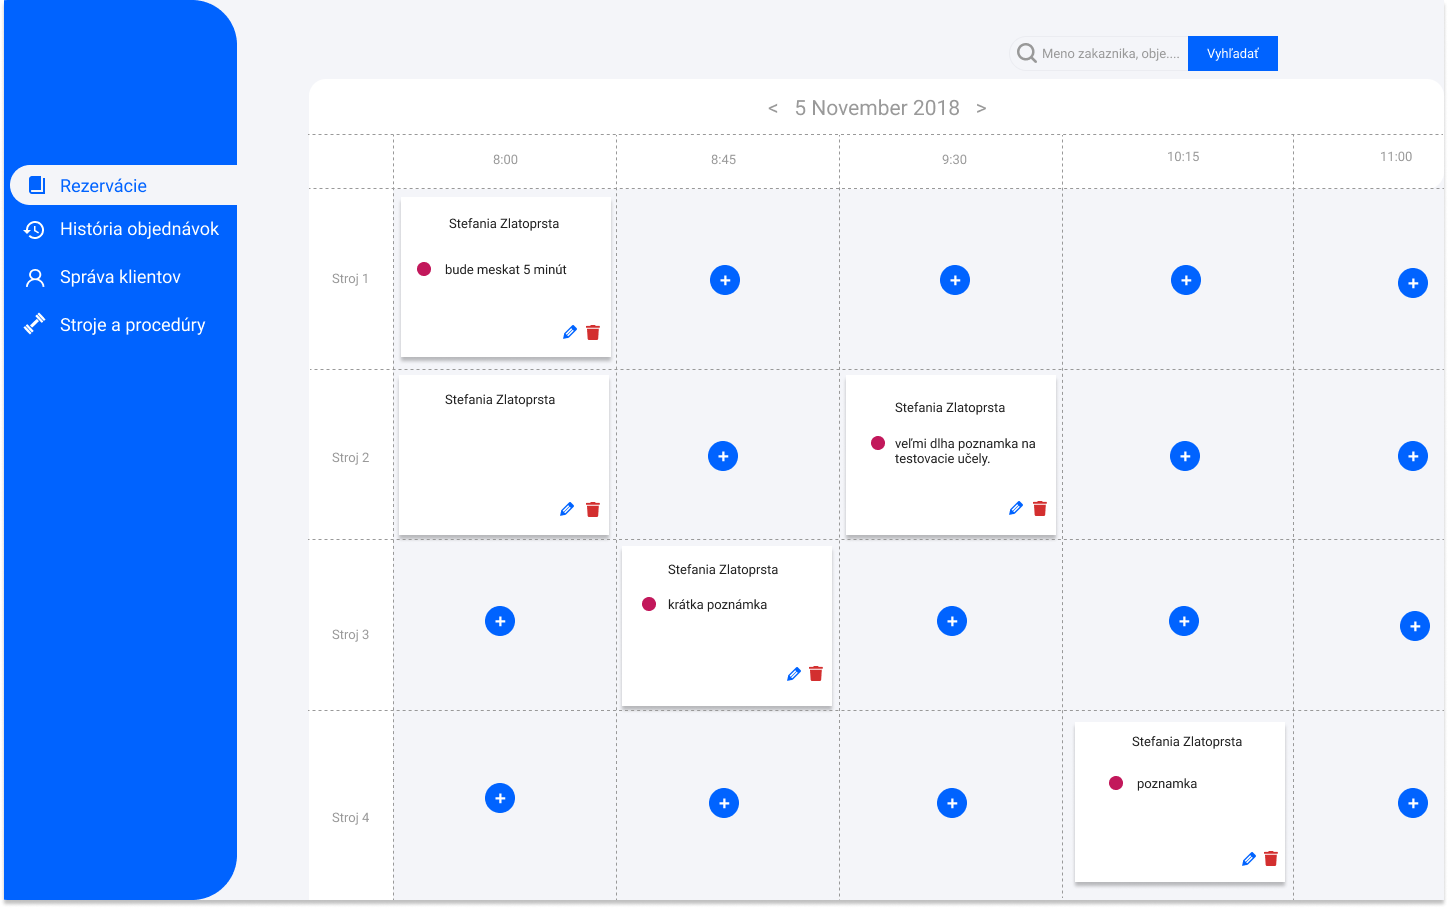 Meno zakaznika, obje....
Vyhľadať
< 5 November 2018 >
8:00
8:45
9:30
10:15
11:00
Rezervácie
História objednávok
Správa klientov
Stroje a procedúry
Stroj 1
Stefania Zlatoprsta
bude meskat 5 minút
Stroj 2
Stefania Zlatoprsta
Stefania Zlatoprsta
veľmi dlha poznamka na
testovacie učely.
Stroj 3
Stefania Zlatoprsta
krátka poznámka
Stroj 4
Stefania Zlatoprsta
poznamka